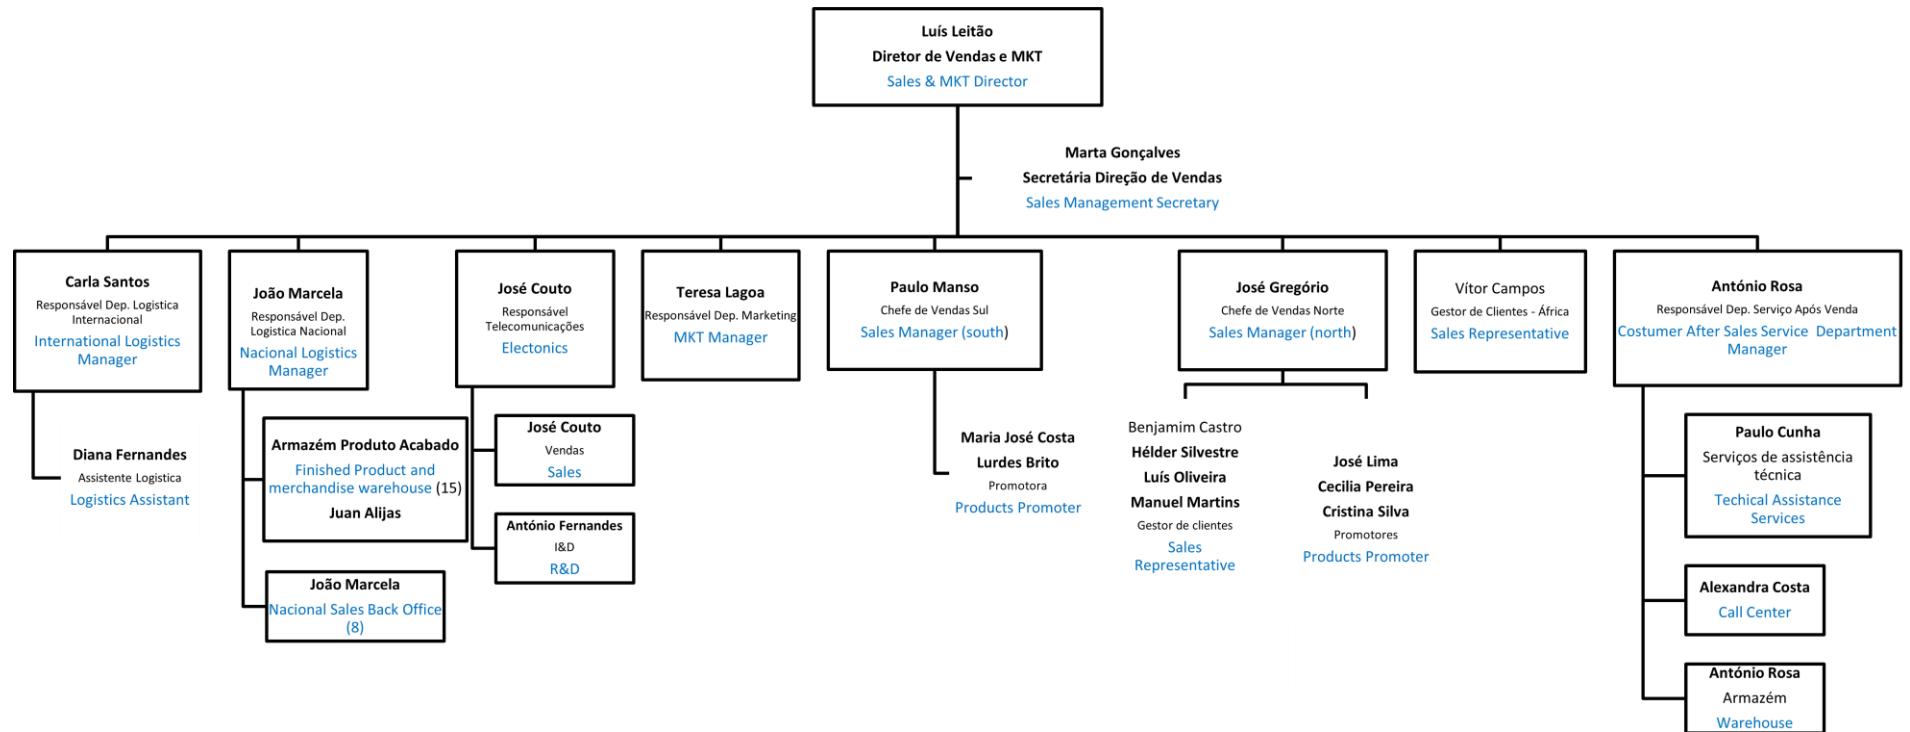 Luís Leitão
Diretor de Vendas e MKT
Sales & MKT Director
Marta Gonçalves
Secretária Direção de Vendas
Sales Management Secretary
Carla Santos
Responsável Dep. Logistica
Internacional
International Logistics
Manager
João Marcela
Responsável Dep.
Logistica Nacional
Nacional Logistics
Manager
José Couto
Responsável
Telecomunicações
Electonics
Teresa Lagoa
Responsável Dep. Marketing
MKT Manager
Paulo Manso
Chefe de Vendas Sul
Sales Manager (south)
José Gregório
Chefe de Vendas Norte
Sales Manager (north)
Vítor Campos
Gestor de Clientes - África
Sales Representative
António Rosa
Responsável Dep. Serviço Após Venda
Costumer After Sales Service Department
Manager
Diana Fernandes
Assistente Logistica
Logistics Assistant
Armazém Produto Acabado
Finished Product and
merchandise warehouse (15)
Juan Alijas
João Marcela
Nacional Sales Back Office
(8)
José Couto
Vendas
Sales
António Fernandes
I&D
R&D
Maria José Costa
Lurdes Brito
Promotora
Products Promoter
Benjamim Castro
Hélder Silvestre
Luís Oliveira
Manuel Martins
Gestor de clientes
Sales
Representative
José Lima
Cecilia Pereira
Cristina Silva
Promotores
Products Promoter
Paulo Cunha
Serviços de assistência
técnica
Techical Assistance
Services
Alexandra Costa
Call Center
António Rosa
Armazém
Warehouse